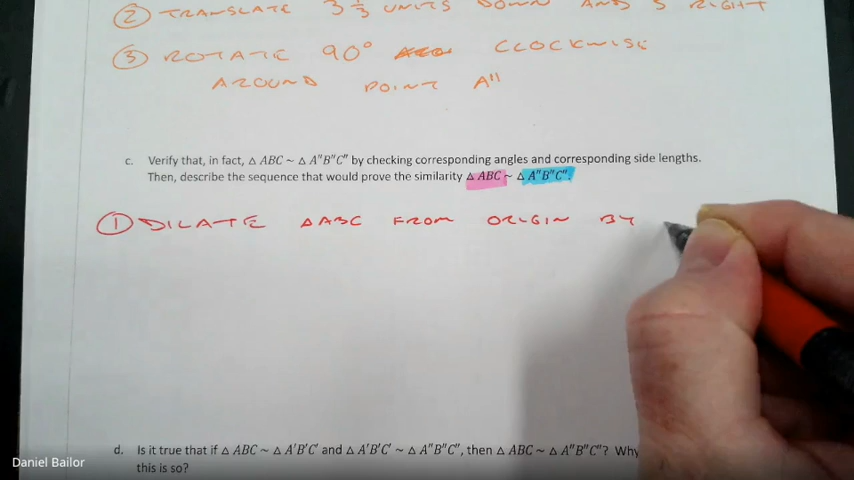 ② TRANSLATE 3 1/3 UNITS DOWN AND 5 RIGHT
③ ROTATE 90° CLOCKWISE
AROUND POINT A"
c. Verify that, in fact, △ ABC ~ △ A"B"C" by checking corresponding angles and corresponding side lengths.
Then, describe the sequence that would prove the similarity △ ABC ~ △ A"B"C".
① DILATE △ABC FROM ORIGIN BY
d. Is it true that if △ ABC ~ △ A'B'C' and △ A'B'C' ~ △ A"B"C", then △ ABC ~ △ A"B"C"? Why
this is so?
Daniel Bailor